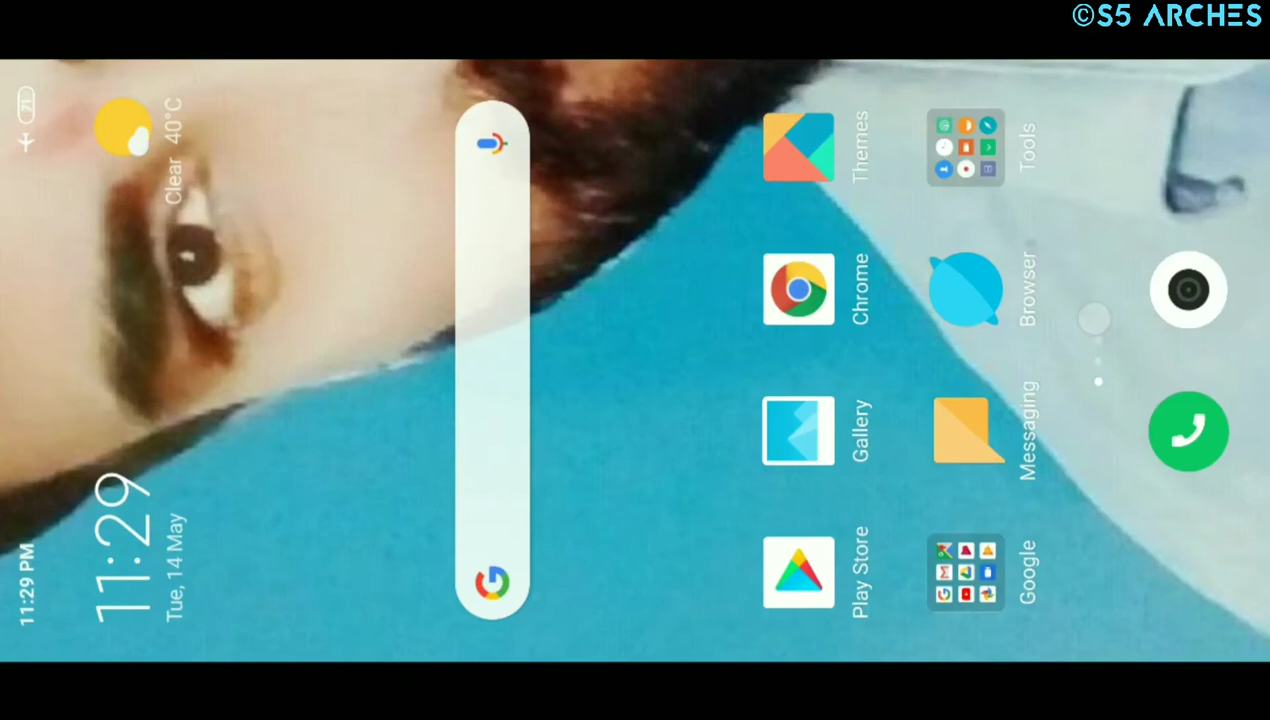 ©S5 ARCHES
11:29 PM
71
11:29
Tue, 14 May
Clear 40°C
Play Store
Gallery
Chrome
Themes
Google
Messaging
Browser
Tools